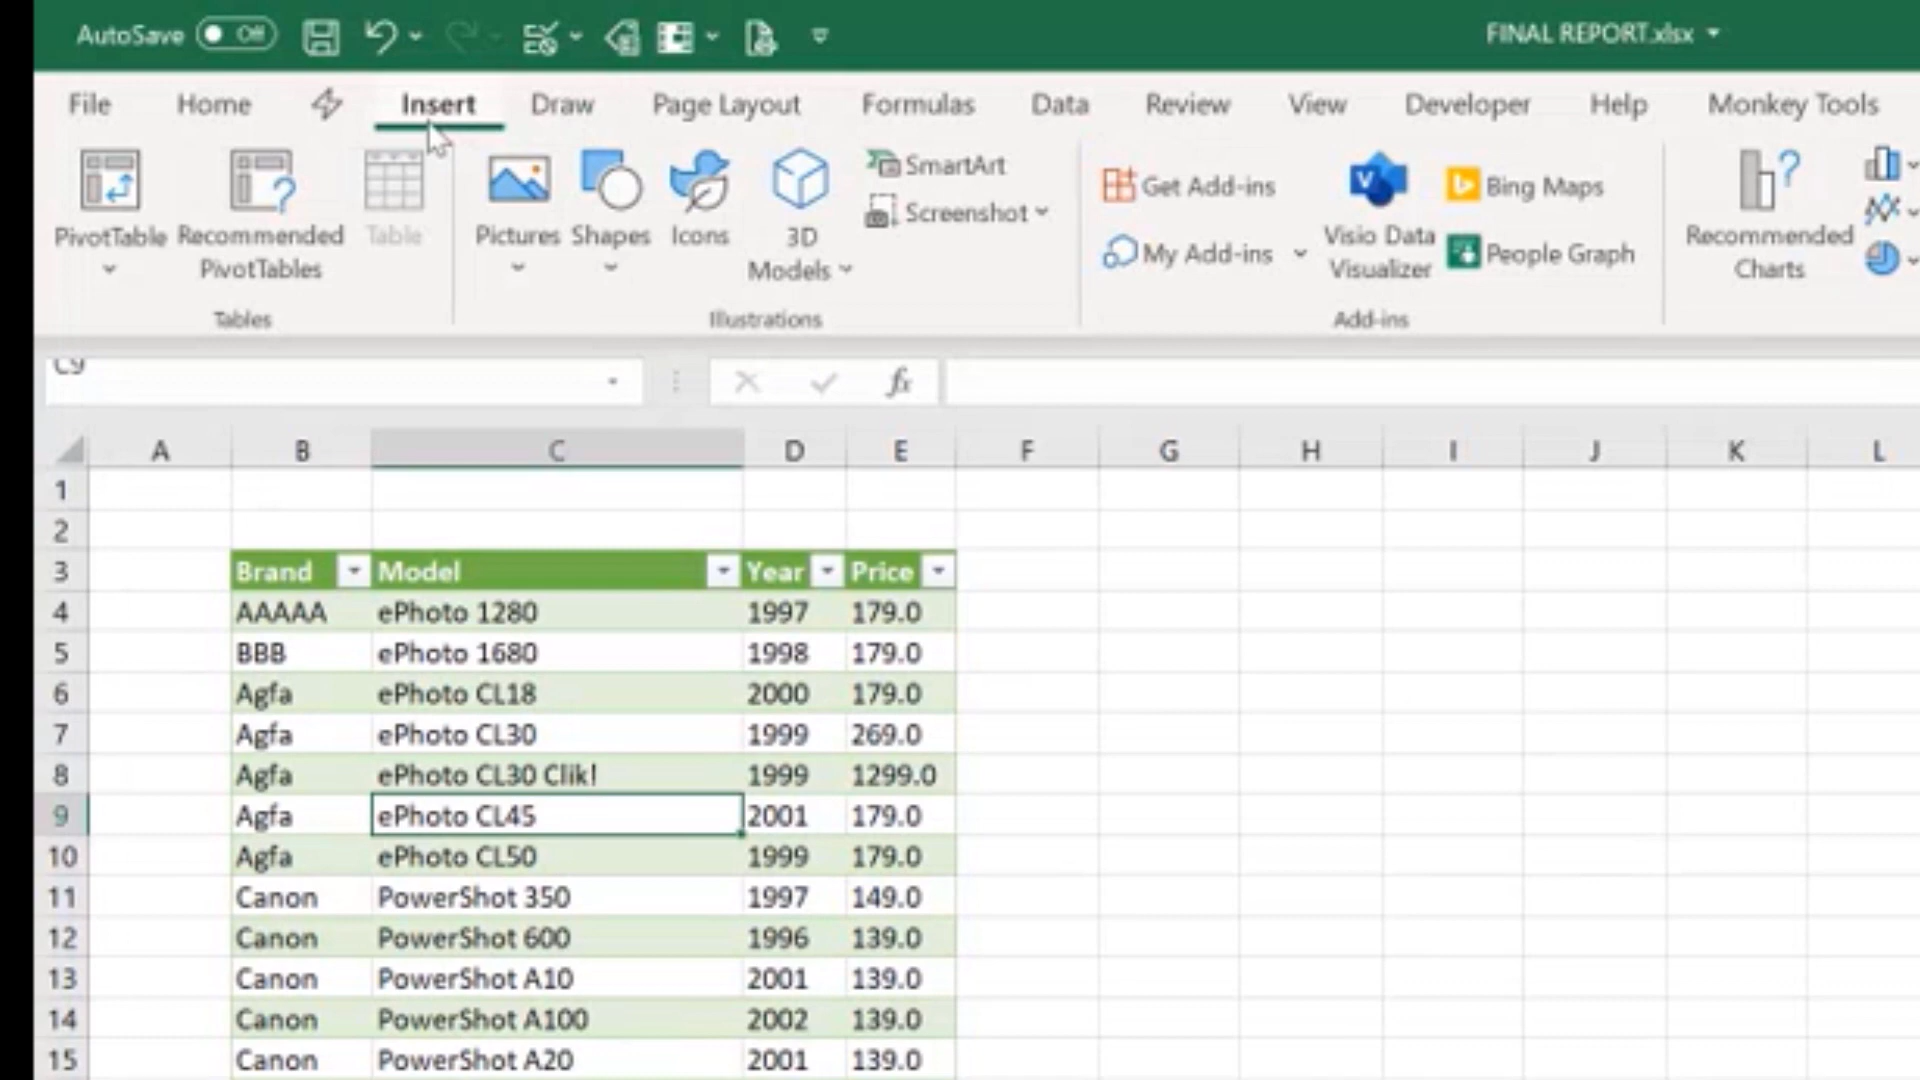 AutoSave Off FINAL REPORT.xlsx
File Home Insert Draw Page Layout Formulas Data Review View Developer Help Monkey Tools
PivotTable
Recommended
PivotTables
Table
Tables
Pictures
Shapes
Icons
3D
Models
SmartArt
Screenshot
Illustrations
Get Add-ins
My Add-ins
Visio Data
Visualizer
Bing Maps
People Graph
Add-ins
Recommended
Charts
C9
fx
A B C D E F G H I J K L
1
2
3 Brand Model Year Price
4 AAAAA ePhoto 1280 1997 179.0
5 BBB ePhoto 1680 1998 179.0
6 Agfa ePhoto CL18 2000 179.0
7 Agfa ePhoto CL30 1999 269.0
8 Agfa ePhoto CL30 Clik! 1999 1299.0
9 Agfa ePhoto CL45 2001 179.0
10 Agfa ePhoto CL50 1999 179.0
11 Canon PowerShot 350 1997 149.0
12 Canon PowerShot 600 1996 139.0
13 Canon PowerShot A10 2001 139.0
14 Canon PowerShot A100 2002 139.0
15 Canon PowerShot A20 2001 139.0